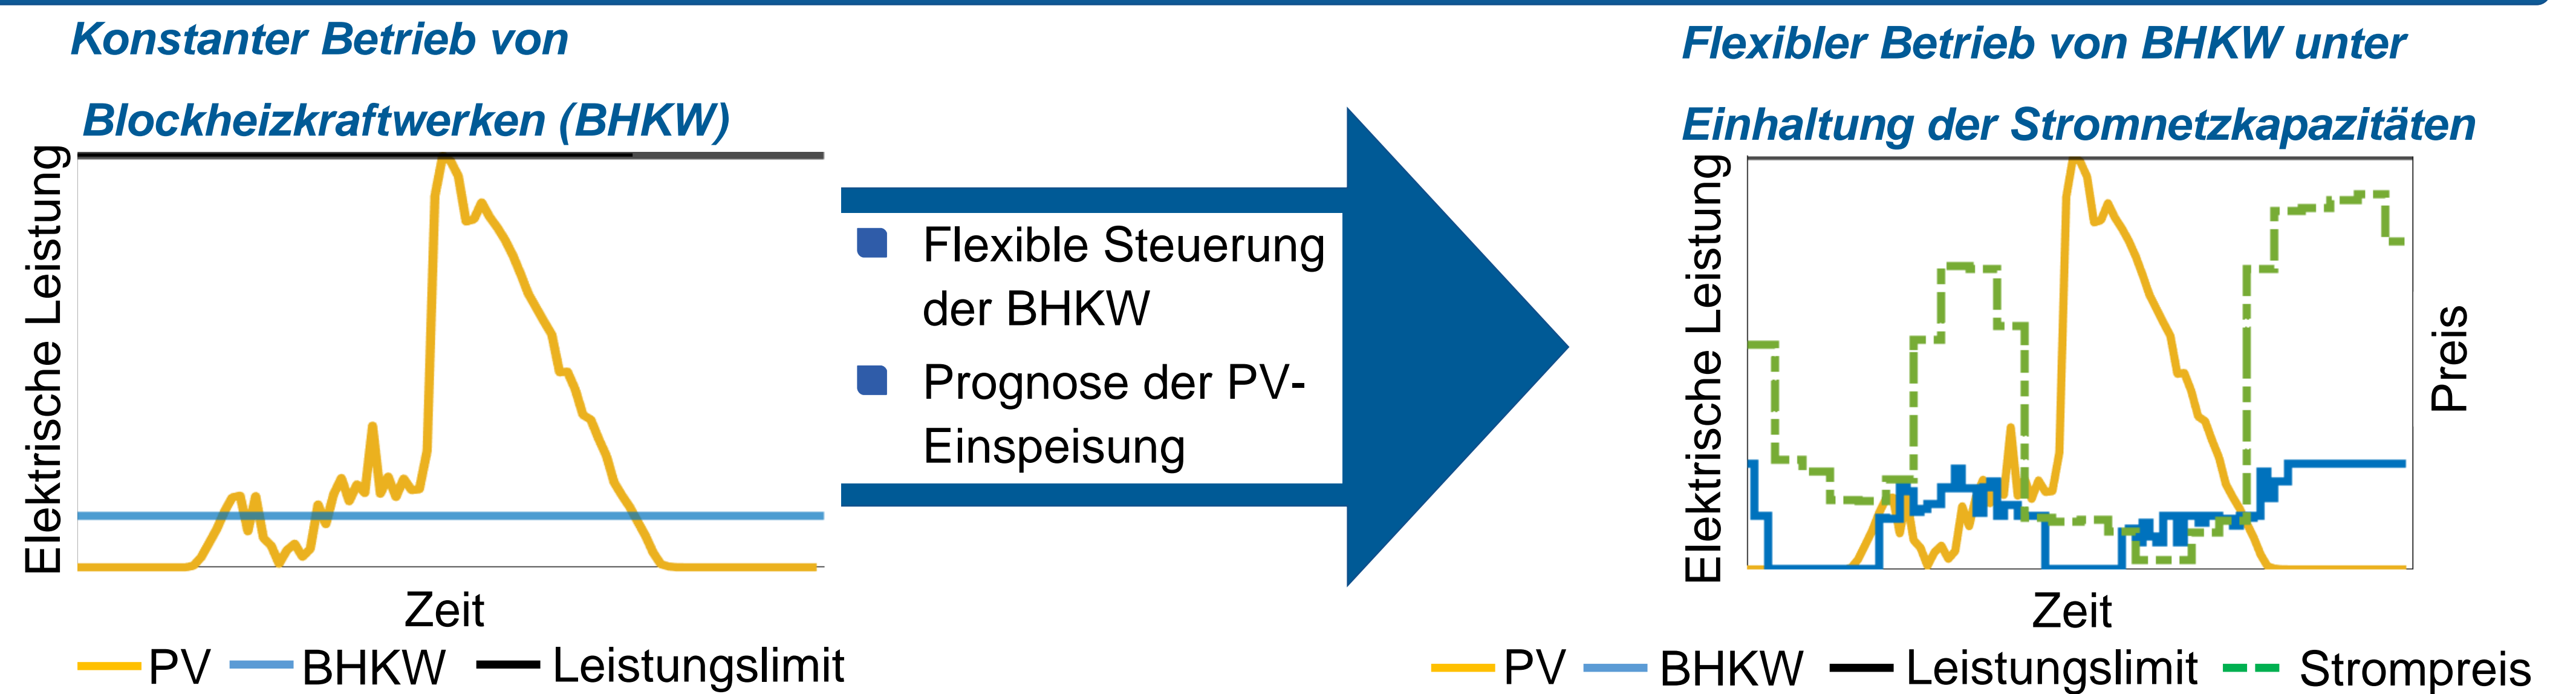 Konstanter Betrieb von
Blockheizkraftwerken (BHKW)
Elektrische Leistung
Zeit
PV BHKW Leistungslimit
Flexible Steuerung
der BHKW
Prognose der PV-
Einspeisung
Flexibler Betrieb von BHKW unter
Einhaltung der Stromnetzkapazitäten
Elektrische Leistung
Preis
Zeit
PV BHKW Leistungslimit Strompreis